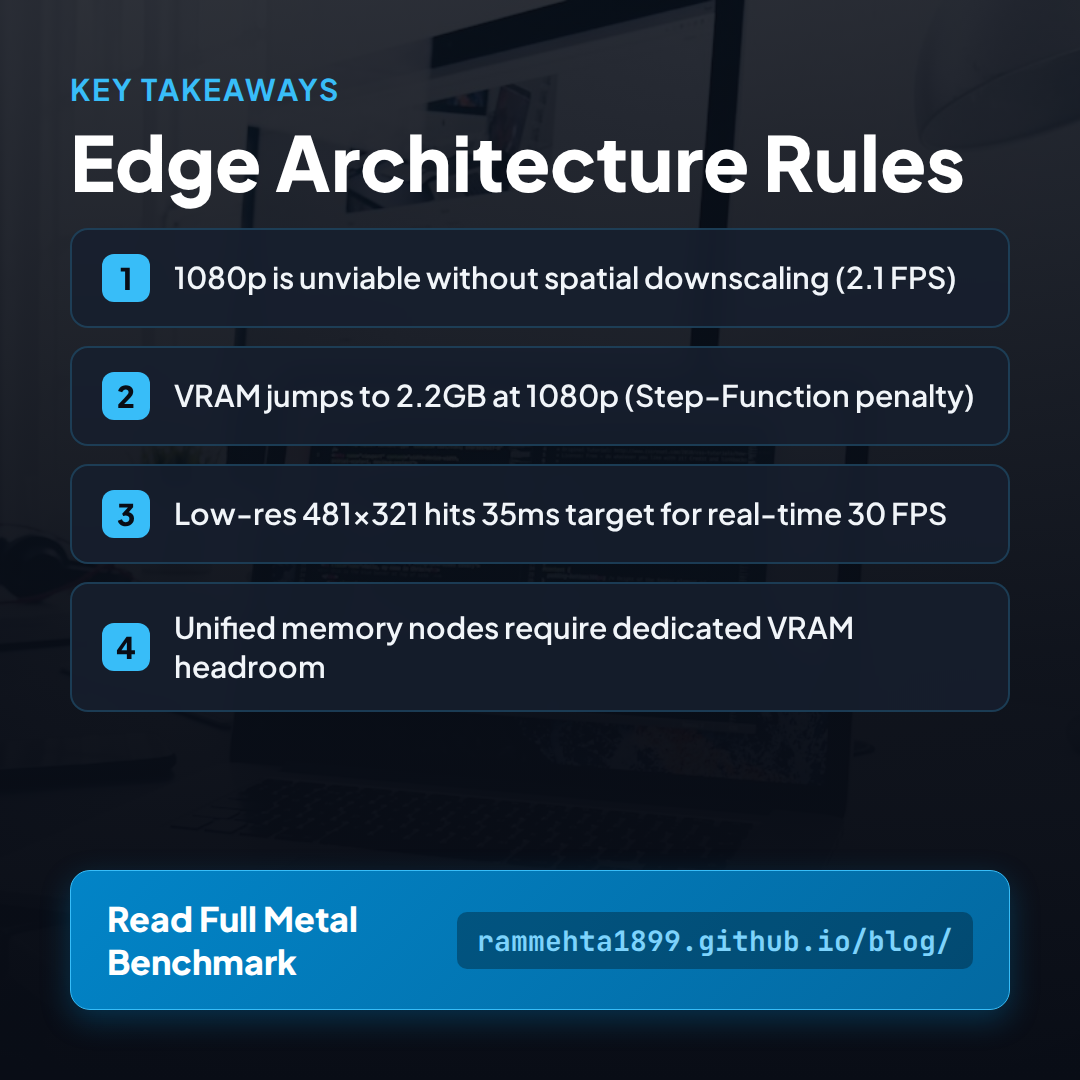 KEY TAKEAWAYS
Edge Architecture Rules
1 1080p is unviable without spatial downscaling (2.1 FPS)
2 VRAM jumps to 2.2GB at 1080p (Step-Function penalty)
3 Low-res 481×321 hits 35ms target for real-time 30 FPS
4 Unified memory nodes require dedicated VRAM
headroom
Read Full Metal
Benchmark
rammehta1899.github.io/blog/